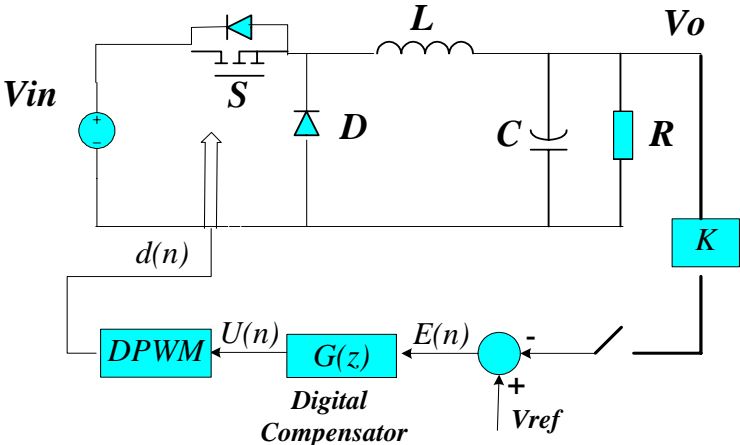 L
Vo
S
Vin
+
−
D
C
R
K
d(n)
U(n)
E(n)
-
DPWM
G(z)
+
Digital
Compensator
Vref